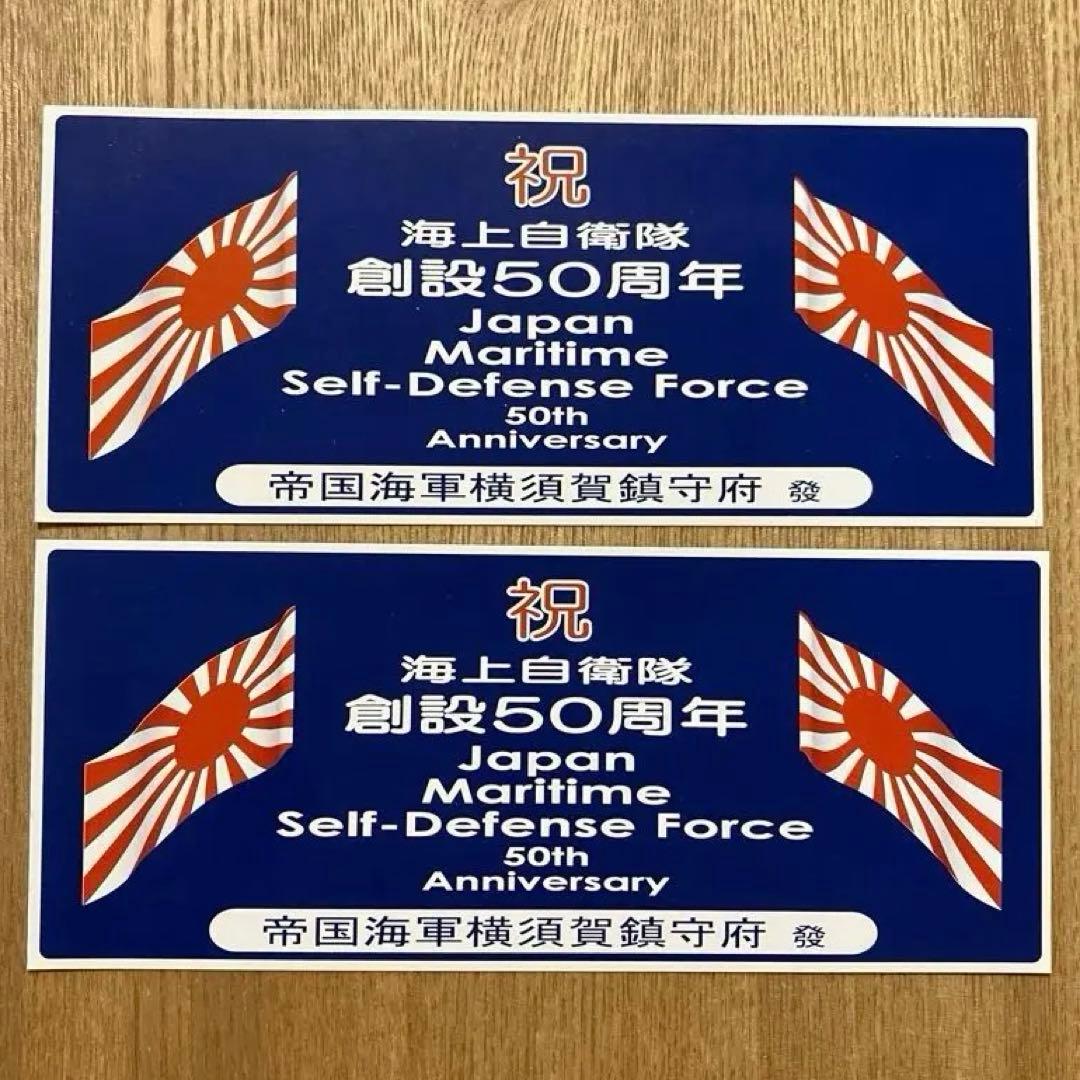 祝
海上自衛隊
創設50周年
Japan
Maritime
Self-Defense Force
50th
Anniversary
帝国海軍横須賀鎮守府 發
祝
海上自衛隊
創設50周年
Japan
Maritime
Self-Defense Force
50th
Anniversary
帝国海軍横須賀鎮守府 發